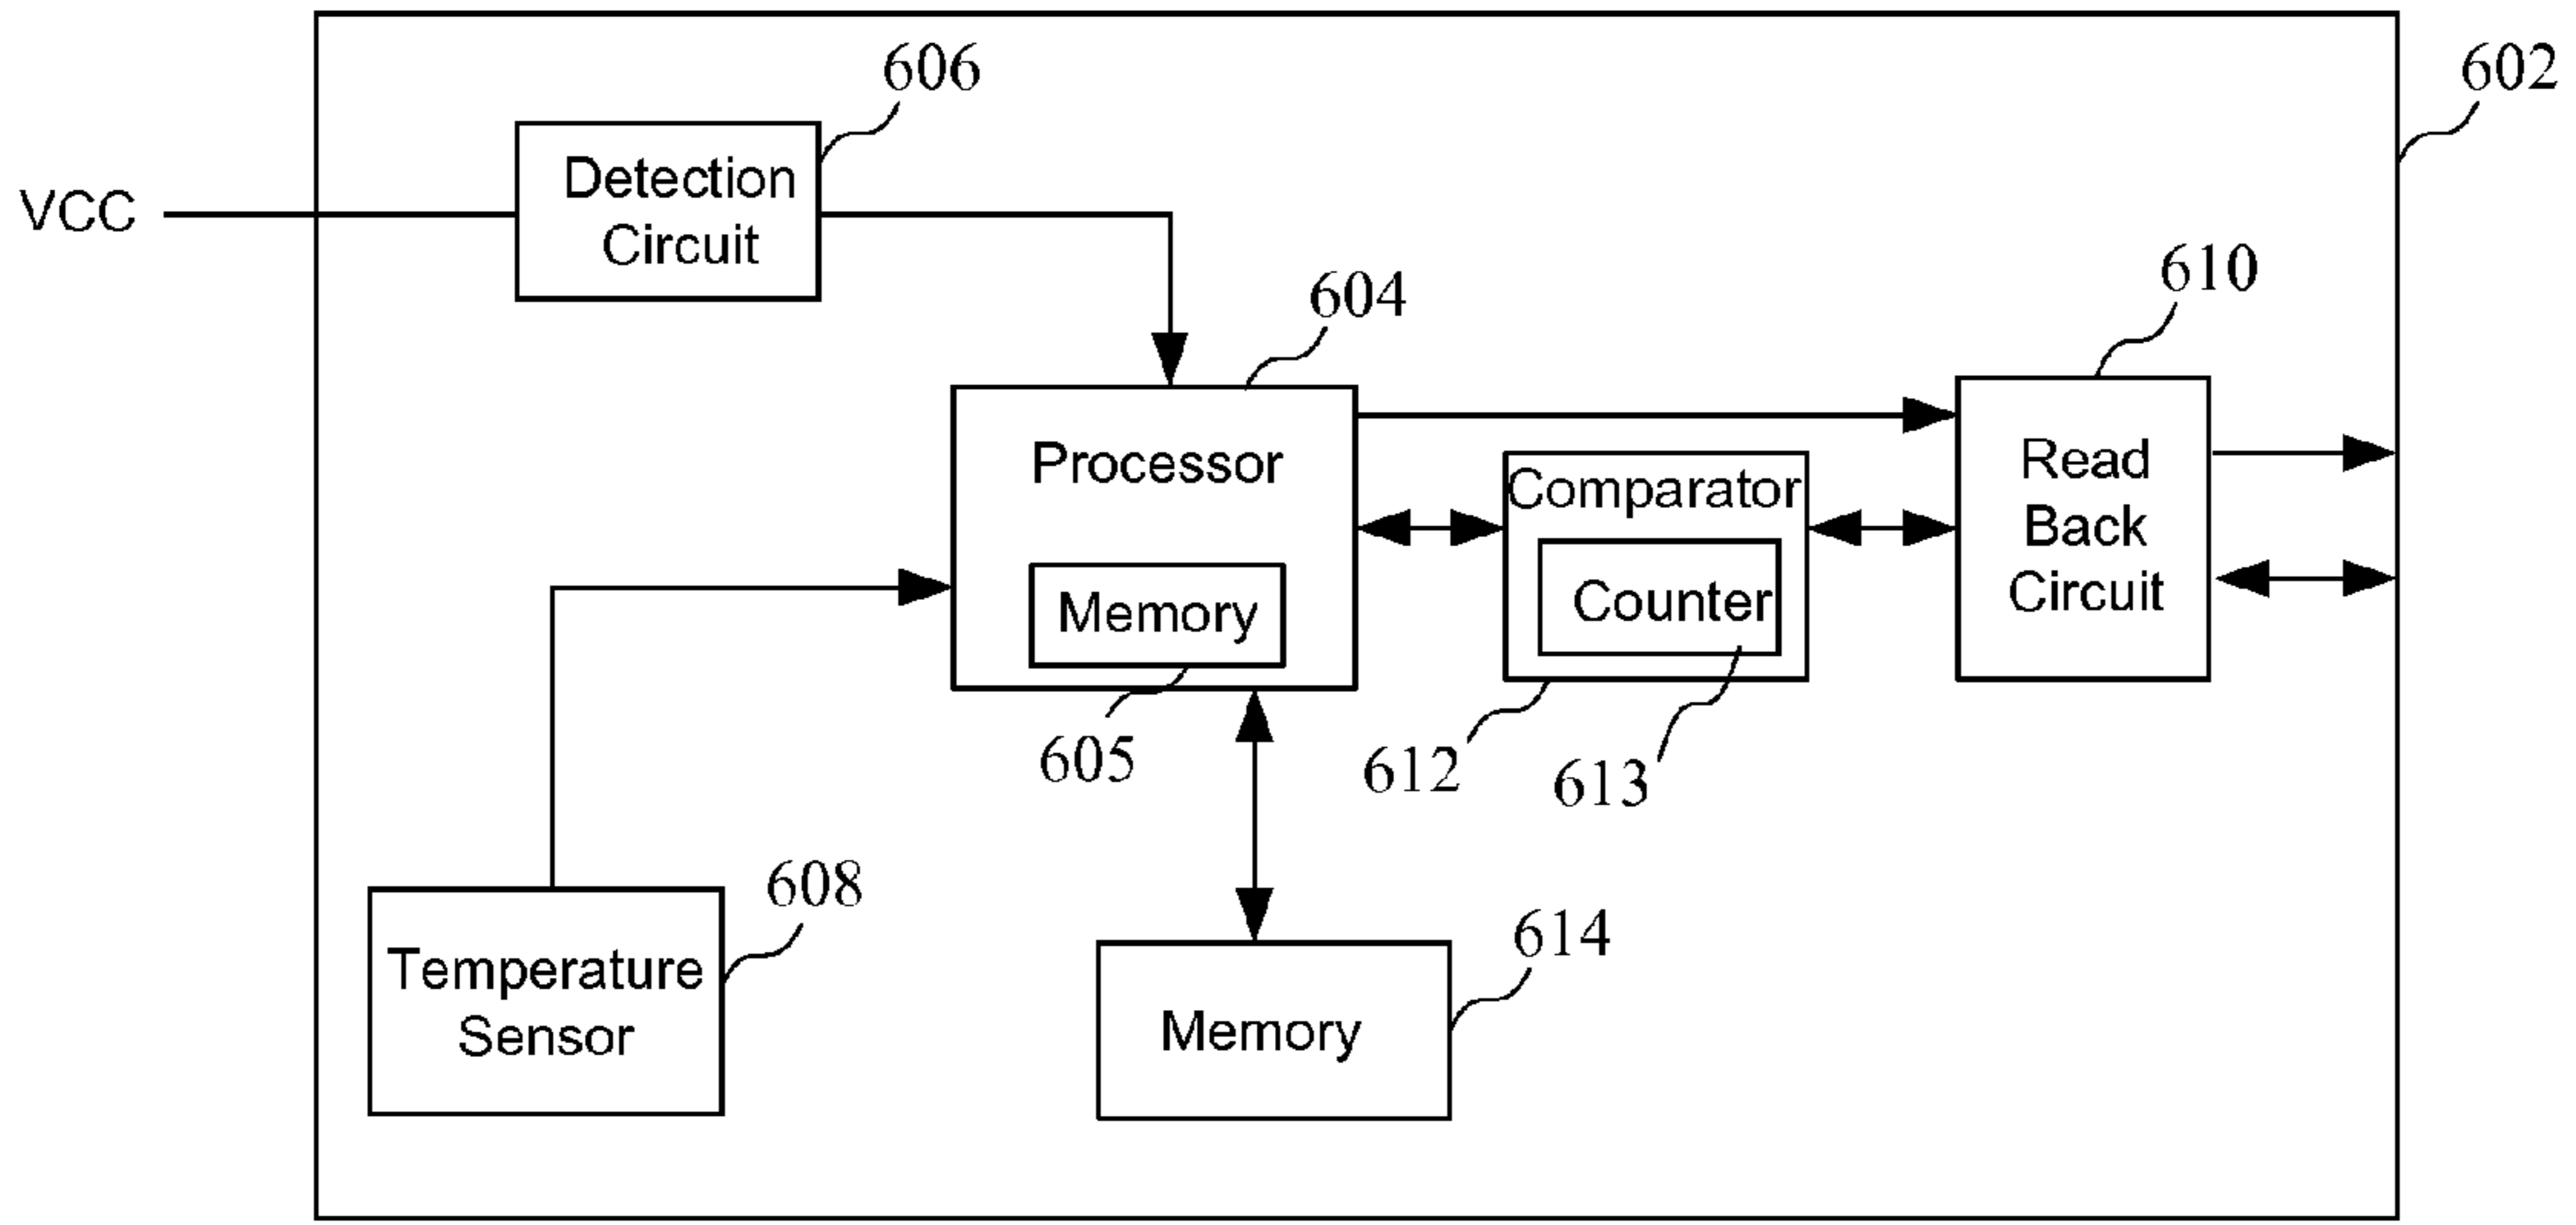 606
602
Detection
Circuit
VCC
604
610
Processor
Read
Back
Circuit
Comparator
Counter
Memory
605
612
613
608
614
Temperature
Sensor
Memory